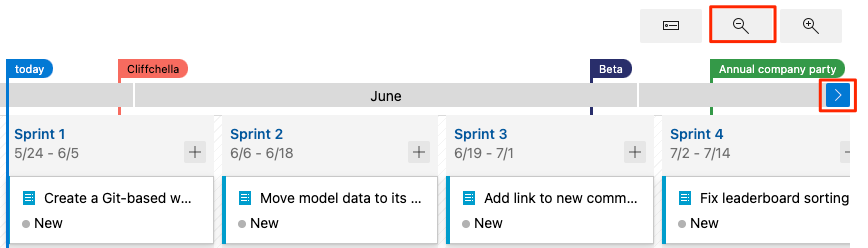 today
Cliffchella
Beta
Annual company party
June
Sprint 1
5/24 - 6/5
Sprint 2
6/6 - 6/18
Sprint 3
6/19 - 7/1
Sprint 4
7/2 - 7/14
Create a Git-based w...
New
Move model data to its ...
New
Add link to new comm...
New
Fix leaderboard sorting
New